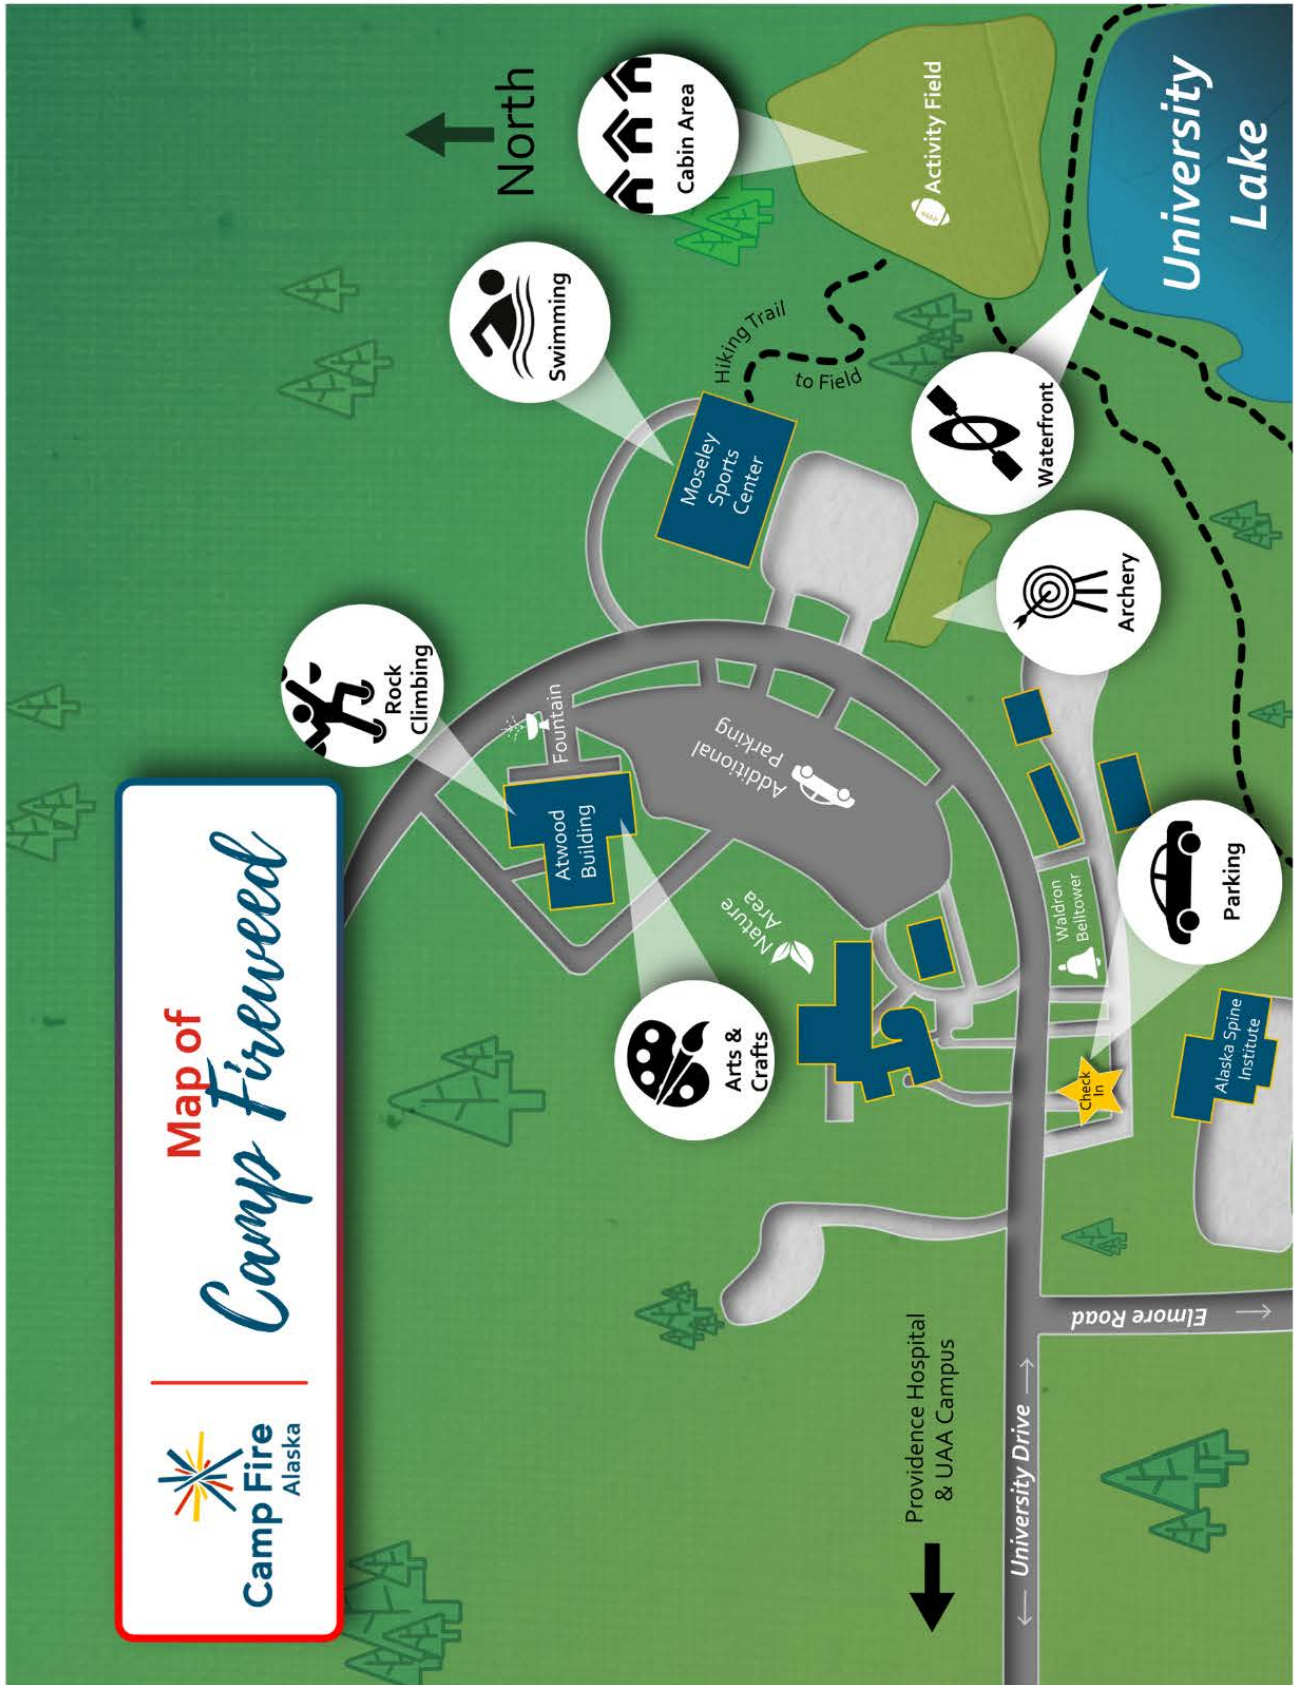 Camp Fire
Alaska
Map of
Camp Fireweed
North
Rock
Climbing
Swimming
Cabin Area
Fountain
Atwood
Building
Moseley
Sports
Center
Hiking Trail
to Field
Activity Field
Arts &
Crafts
Nature
Area
Additional
Parking
Waterfront
University
Lake
Archery
Providence Hospital
& UAA Campus
University Drive
Elmore Road
Check
In
Waldron
Belltower
Parking
Alaska Spine
Institute